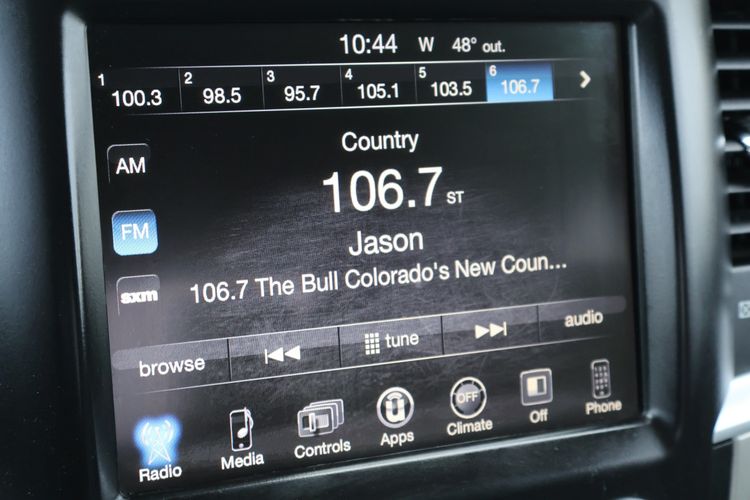 10:44 W 48° out.
1 100.3 2 98.5 3 95.7 4 105.1 5 103.5 6 106.7
Country
AM
106.7 ST
FM
Jason
106.7 The Bull Colorado's New Coun...
sxm
browse tune audio
Radio Media Controls Apps OFF Climate Off Phone